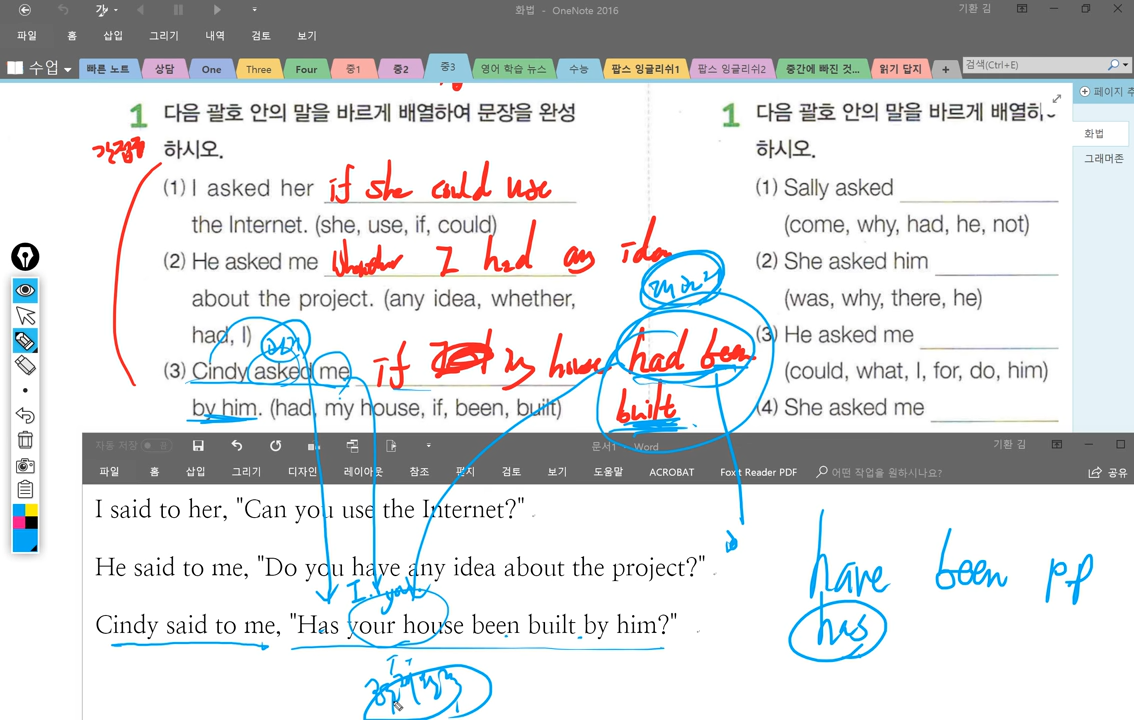 화법 - OneNote 2016
기환 김
파일 홈 삽입 그리기 내역 검토 보기
수업 빠른 노트 상담 One Three Four 중1 중2 중3 영어 학습 뉴스 수능 팝스 잉글리쉬1 팝스 잉글리쉬2 중간에 빠진 것... 읽기 답지 + 검색(Ctrl+E)
페이지 추
화법
그래머존
1 다음 괄호 안의 말을 바르게 배열하여 문장을 완성
하시오.
(1) I asked her if she could use
the Internet. (she, use, if, could)
(2) He asked me whether I had any idea
about the project. (any idea, whether,
had, I)
(3) Cindy asked me if my house had been
built
by him. (had, my house, if, been, built)
1 다음 괄호 안의 말을 바르게 배열하
하시오.
(1) Sally asked
(come, why, had, he, not)
(2) She asked him
(was, why, there, he)
(3) He asked me
(could, what, I, for, do, him)
(4) She asked me
자동 저장 문서1 - Word 기환 김
파일 홈 삽입 그리기 디자인 레이아웃 참조 편지 검토 보기 도움말 ACROBAT Foxit Reader PDF 어떤 작업을 원하시나요? 공유
I said to her, "Can you use the Internet?"
He said to me, "Do you have any idea about the project?"
I. you
Cindy said to me, "Has your house been built by him?"
have been pp
has